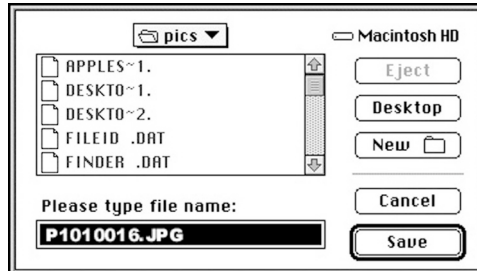 pics
Macintosh HD
APPLES~1.
DESKTO~1.
DESKTO~2.
FILEID .DAT
FINDER .DAT
Eject
Desktop
New
Please type file name:
P1010016.JPG
Cancel
Save